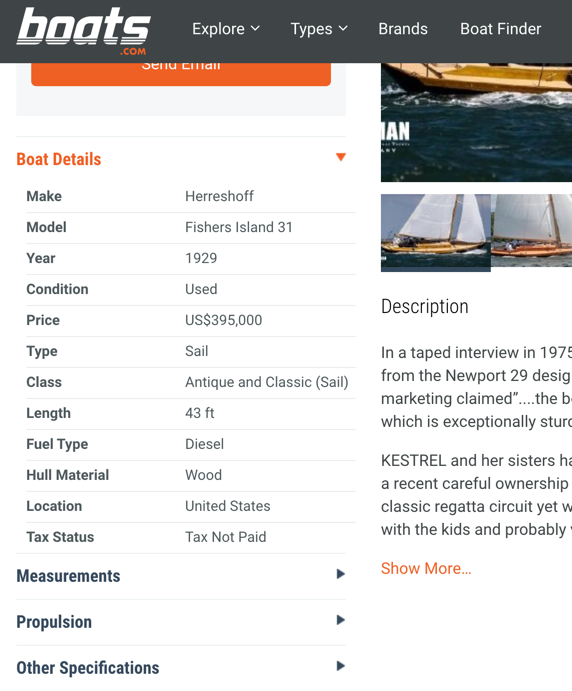 boats
.COM
Explore
Types
Brands
Boat Finder
Send Email
Boat Details
Make Herreshoff
Model Fishers Island 31
Year 1929
Condition Used
Price US$395,000
Type Sail
Class Antique and Classic (Sail)
Length 43 ft
Fuel Type Diesel
Hull Material Wood
Location United States
Tax Status Tax Not Paid
Measurements
Propulsion
Other Specifications
Description
In a taped interview in 1975
from the Newport 29 desig
marketing claimed”....the b
which is exceptionally sturd
KESTREL and her sisters ha
a recent careful ownership
classic regatta circuit yet w
with the kids and probably
Show More...